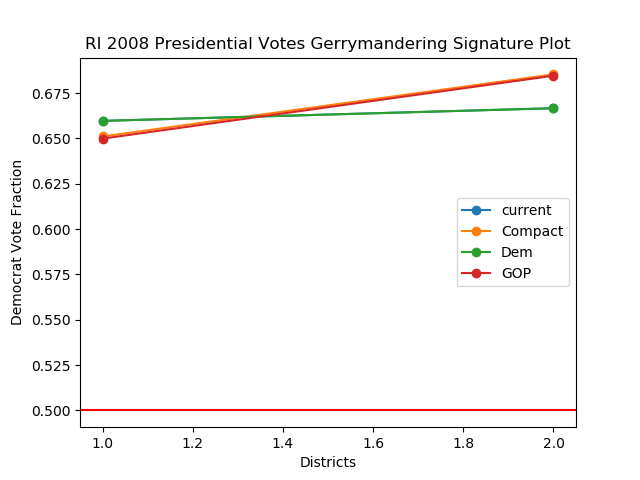 RI 2008 Presidential Votes Gerrymandering Signature Plot
0.675
0.650
0.625
0.600
0.575
0.550
0.525
0.500
Democrat Vote Fraction
current
Compact
Dem
GOP
1.0 1.2 1.4 1.6 1.8 2.0
Districts